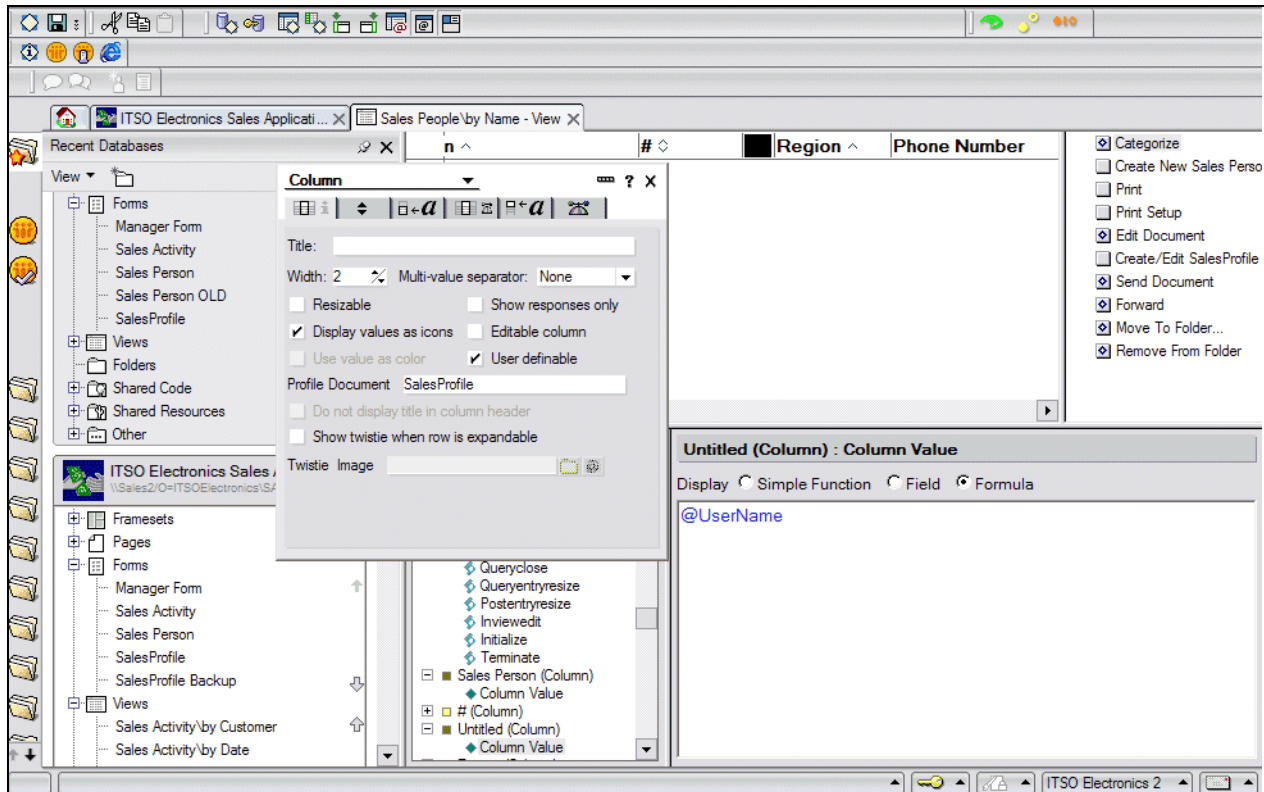 ITSO Electronics Sales Applicati ...
Sales People\by Name - View
Recent Databases
View
Forms
Manager Form
Sales Activity
Sales Person
Sales Person OLD
SalesProfile
Views
Folders
Shared Code
Shared Resources
Other
ITSO Electronics Sales
\\Sales2/O=ITSOElectronics\SA
Framesets
Pages
Forms
Manager Form
Sales Activity
Sales Person
SalesProfile
SalesProfile Backup
Views
Sales Activity\by Customer
Sales Activity\by Date
n # Region Phone Number
Column
? X
Title:
Width: 2 Multi-value separator: None
Resizable Show responses only
Display values as icons Editable column
Use value as color User definable
Profile Document SalesProfile
Do not display title in column header
Show twistie when row is expandable
Twistie Image
Queryclose
Queryentryresize
Postentryresize
Inviewedit
Initialize
Terminate
Sales Person (Column)
Column Value
# (Column)
Untitled (Column)
Column Value
Categorize
Create New Sales Perso
Print
Print Setup
Edit Document
Create/Edit SalesProfile
Send Document
Forward
Move To Folder...
Remove From Folder
Untitled (Column) : Column Value
Display Simple Function Field Formula
@UserName
ITSO Electronics 2